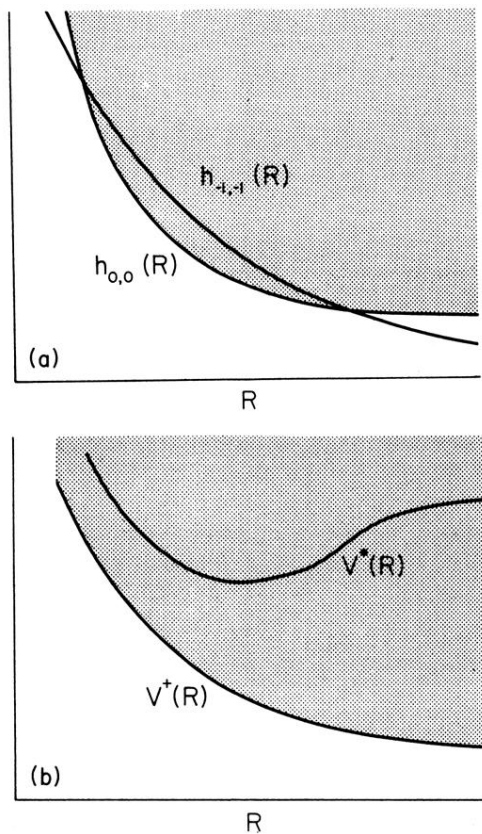 h₋₁,₋₁(R)
h₀,₀(R)
(a)
R
V*(R)
V⁺(R)
(b)
R